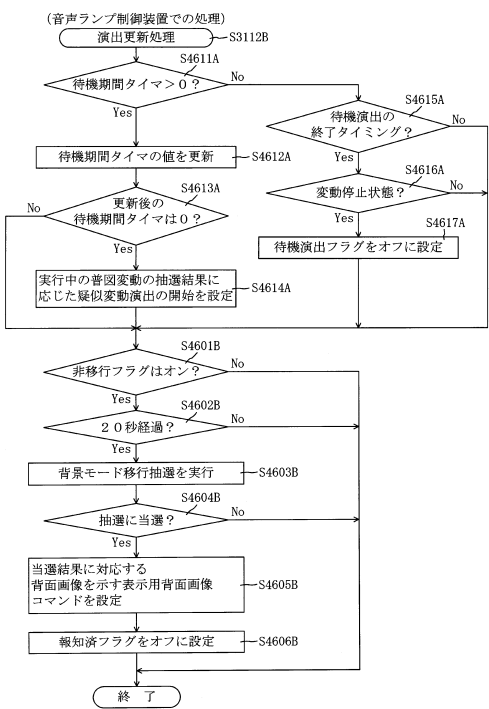 (音声ランプ制御装置での処理)
演出更新処理
S3112B
S4611A
待機期間タイマ>0?
No
Yes
待機期間タイマの値を更新
S4612A
S4613A
更新後の
待機期間タイマは0?
No
Yes
実行中の普図変動の抽選結果に
応じた疑似変動演出の開始を設定
S4614A
S4615A
待機演出の
終了タイミング?
No
Yes
S4616A
変動停止状態?
No
Yes
S4617A
待機演出フラグをオフに設定
S4601B
非移行フラグはオン?
No
Yes
S4602B
20秒経過?
No
Yes
背景モード移行抽選を実行
S4603B
S4604B
抽選に当選?
No
Yes
当選結果に対応する
背面画像を示す表示用背面画像
コマンドを設定
S4605B
報知済フラグをオフに設定
S4606B
終 了